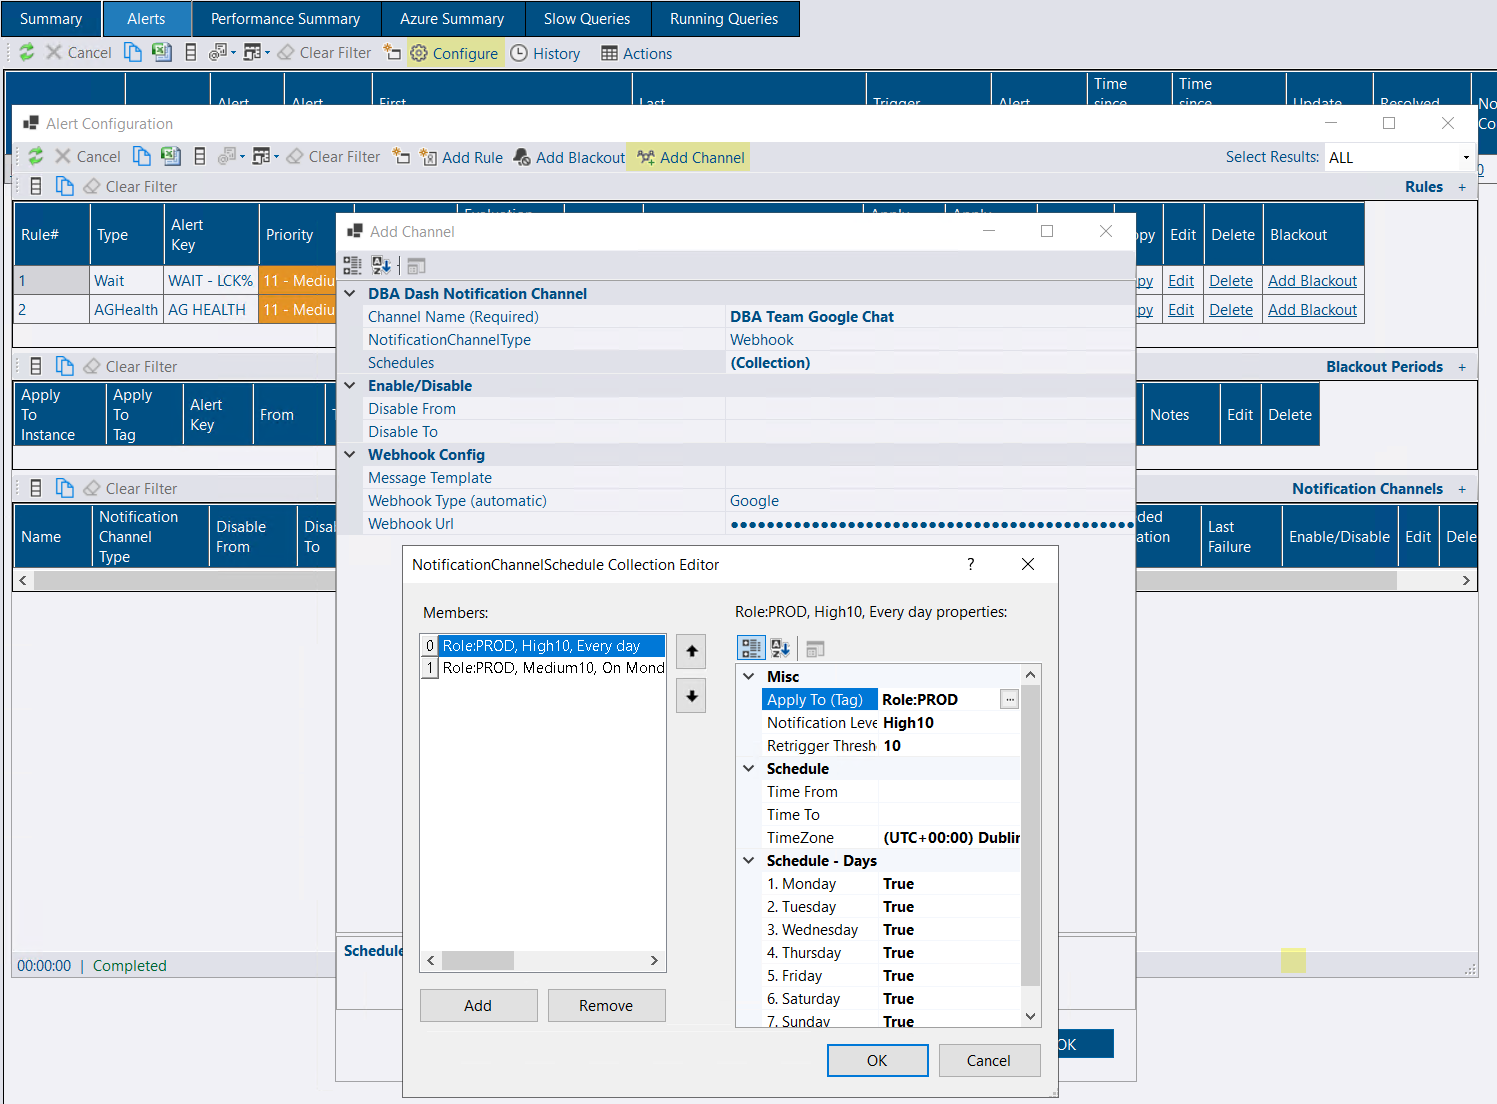 Summary Alerts Performance Summary Azure Summary Slow Queries Running Queries
Cancel Clear Filter Configure History Actions
Time since
Time since
Alert Alert First Last Trigger Alert Update Resolved No
Co
Alert Configuration
Cancel Clear Filter Add Rule Add Blackout Add Channel Select Results: ALL
Clear Filter Rules +
Rule# Type Alert Key Priority Evaluation Apply Apply py Edit Delete Blackout
1 Wait WAIT - LCK% 11 - Mediu py Edit Delete Add Blackout
2 AGHealth AG HEALTH 11 - Mediu py Edit Delete Add Blackout
Clear Filter Blackout Periods +
Apply To Instance Apply To Tag Alert Key From T Notes Edit Delete
Clear Filter Notification Channels +
Name Notification Channel Type Disable From Disal To ded ation Last Failure Enable/Disable Edit Dele
00:00:00 | Completed
Add Channel
DBA Dash Notification Channel
Channel Name (Required) DBA Team Google Chat
NotificationChannelType Webhook
Schedules (Collection)
Enable/Disable
Disable From
Disable To
Webhook Config
Message Template
Webhook Type (automatic) Google
Webhook Url ●●●●●●●●●●●●●●●●●●●●●●●●●●●●●●●●●●●●●●●●●●●●●
Schedule
OK
NotificationChannelSchedule Collection Editor ?
Members: Role:PROD, High10, Every day properties:
0 Role:PROD, High10, Every day
1 Role:PROD, Medium10, On Mond
Add Remove
Misc
Apply To (Tag) Role:PROD ...
Notification Leve High10
Retrigger Thresh 10
Schedule
Time From
Time To
TimeZone (UTC+00:00) Dublin
Schedule - Days
1. Monday True
2. Tuesday True
3. Wednesday True
4. Thursday True
5. Friday True
6. Saturday True
7. Sunday True
OK Cancel